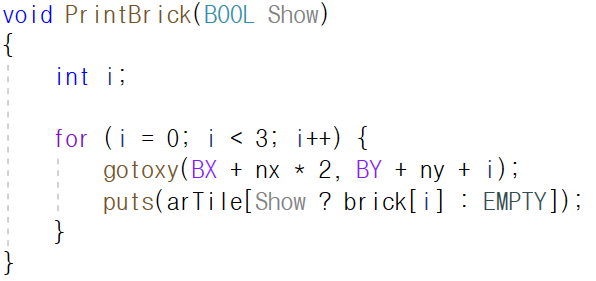 void PrintBrick(BOOL Show)
{
    int i;

    for (i = 0; i < 3; i++) {
        gotoxy(BX + nx * 2, BY + ny + i);
        puts(arTile[Show ? brick[i] : EMPTY]);
    }
}